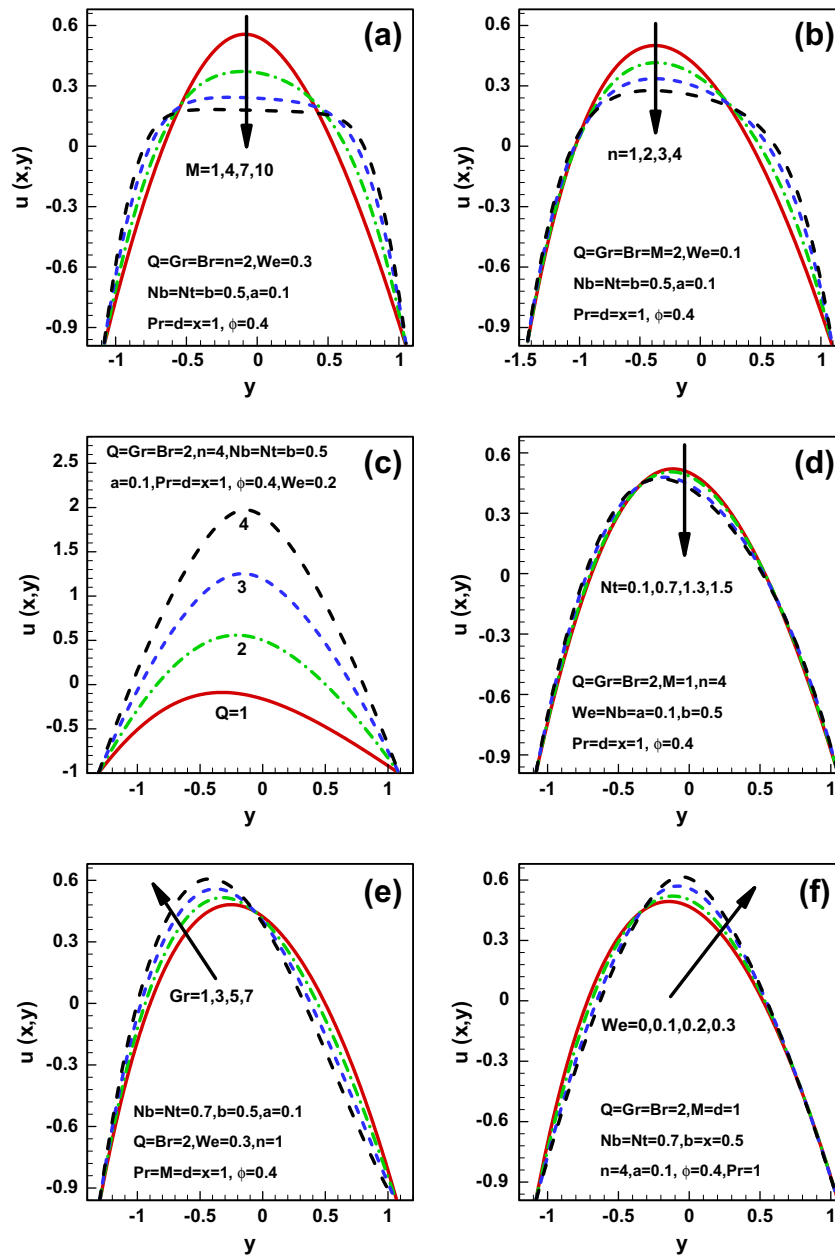 (a)
u (x,y)
0.6
0.3
0
-0.3
-0.6
-0.9
M=1,4,7,10
Q=Gr=Br=n=2,We=0.3
Nb=Nt=b=0.5,a=0.1
Pr=d=x=1, ϕ=0.4
-1 -0.5 0 0.5 1
y
(b)
u (x,y)
0.6
0.3
0
-0.3
-0.6
-0.9
n=1,2,3,4
Q=Gr=Br=M=2,We=0.1
Nb=Nt=b=0.5,a=0.1
Pr=d=x=1, ϕ=0.4
-1.5 -1 -0.5 0 0.5 1
y
(c)
u (x,y)
2.5
2
1.5
1
0.5
0
-0.5
-1
Q=Gr=Br=2,n=4,Nb=Nt=b=0.5
a=0.1,Pr=d=x=1, ϕ=0.4,We=0.2
4
3
2
Q=1
-1 -0.5 0 0.5 1
y
(d)
u (x,y)
0.6
0.3
0
-0.3
-0.6
-0.9
Nt=0.1,0.7,1.3,1.5
Q=Gr=Br=2,M=1,n=4
We=Nb=a=0.1,b=0.5
Pr=d=x=1, ϕ=0.4
-1 -0.5 0 0.5 1
y
(e)
u (x,y)
0.6
0.3
0
-0.3
-0.6
-0.9
Gr=1,3,5,7
Nb=Nt=0.7,b=0.5,a=0.1
Q=Br=2,We=0.3,n=1
Pr=M=d=x=1, ϕ=0.4
-1 -0.5 0 0.5 1
y
(f)
u (x,y)
0.6
0.3
0
-0.3
-0.6
-0.9
We=0,0.1,0.2,0.3
Q=Gr=Br=2,M=d=1
Nb=Nt=0.7,b=x=0.5
n=4,a=0.1, ϕ=0.4,Pr=1
-1 -0.5 0 0.5 1
y